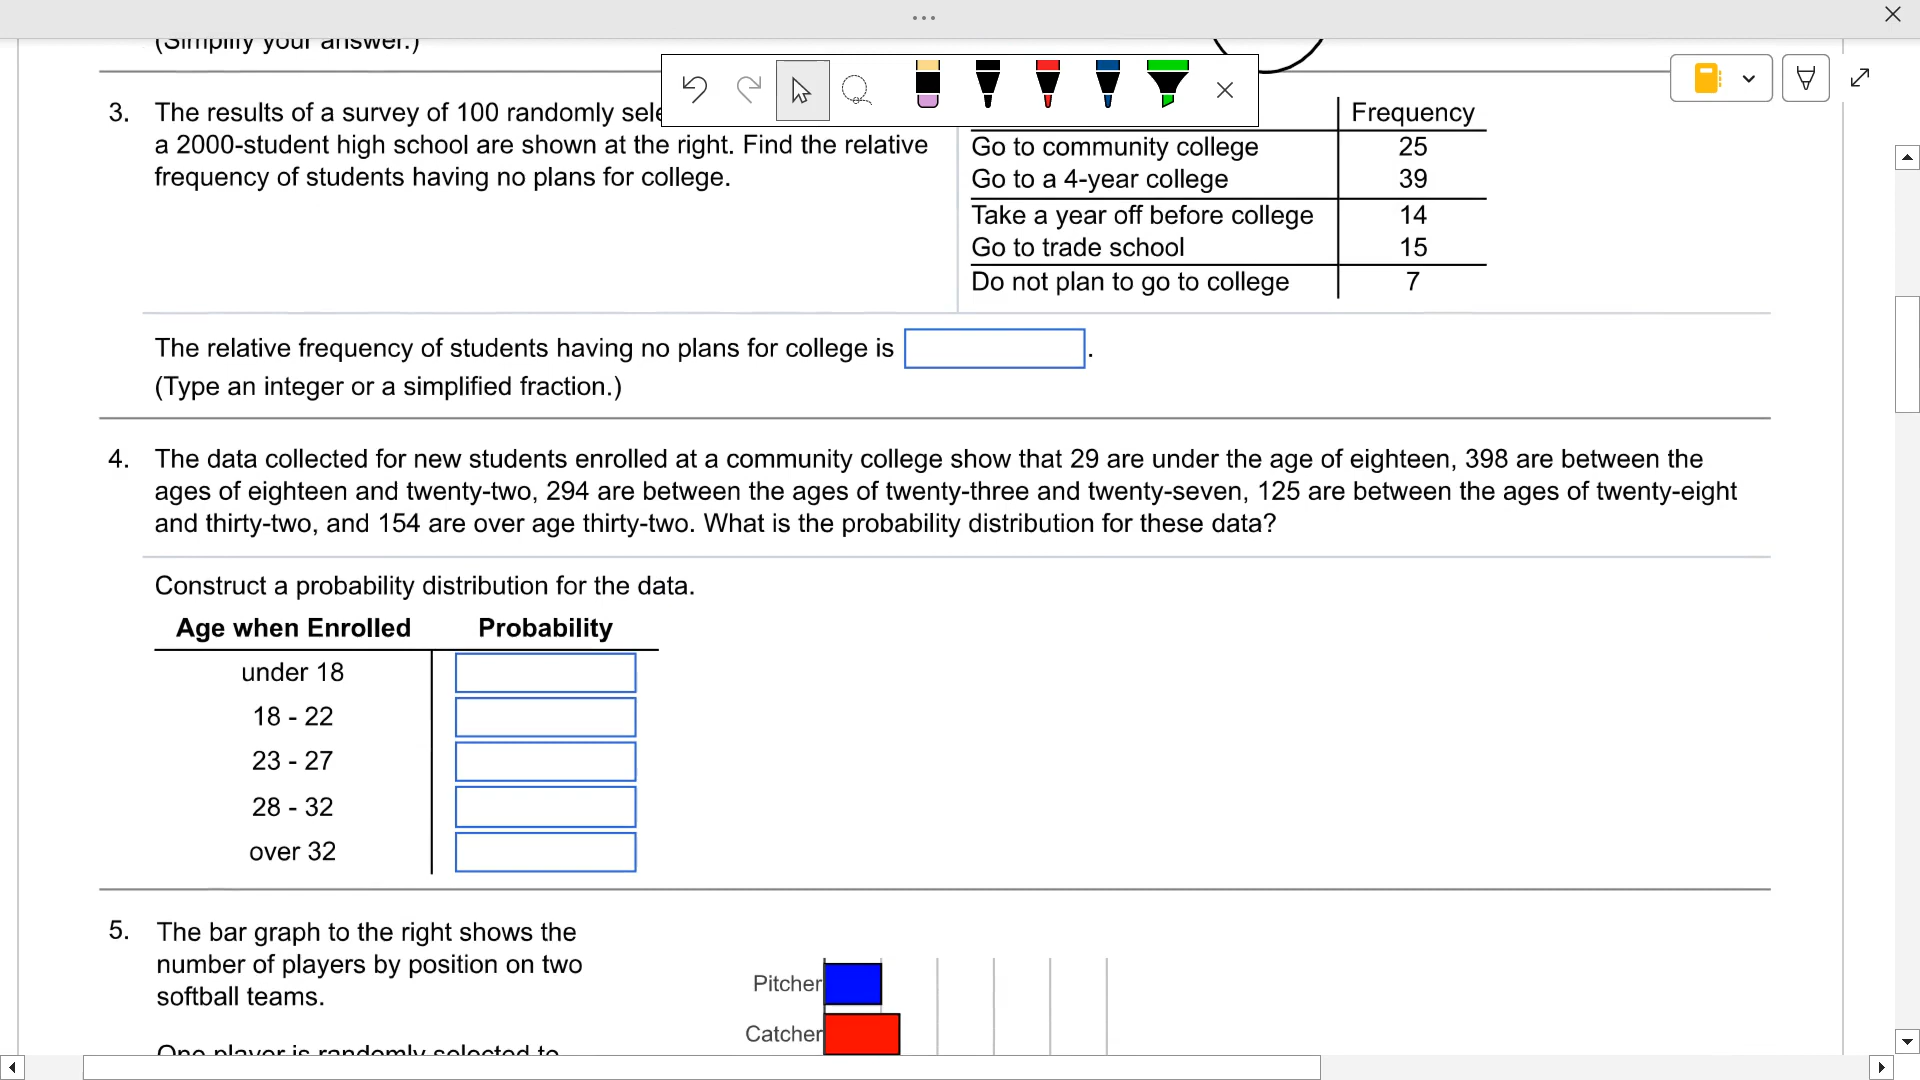 (Simplify your answer.)
3. The results of a survey of 100 randomly
a 2000-student high school are shown at the right. Find the relative
frequency of students having no plans for college.
Frequency
Go to community college 25
Go to a 4-year college 39
Take a year off before college 14
Go to trade school 15
Do not plan to go to college 7
The relative frequency of students having no plans for college is .
(Type an integer or a simplified fraction.)
4. The data collected for new students enrolled at a community college show that 29 are under the age of eighteen, 398 are between the
ages of eighteen and twenty-two, 294 are between the ages of twenty-three and twenty-seven, 125 are between the ages of twenty-eight
and thirty-two, and 154 are over age thirty-two. What is the probability distribution for these data?
Construct a probability distribution for the data.
Age when Enrolled Probability
under 18
18 - 22
23 - 27
28 - 32
over 32
5. The bar graph to the right shows the
number of players by position on two
softball teams.
One player is randomly selected to
Pitcher
Catcher